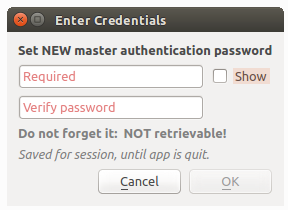 Enter Credentials
Set NEW master authentication password
Required Show
Verify password
Do not forget it: NOT retrievable!
Saved for session, until app is quit.
Cancel OK